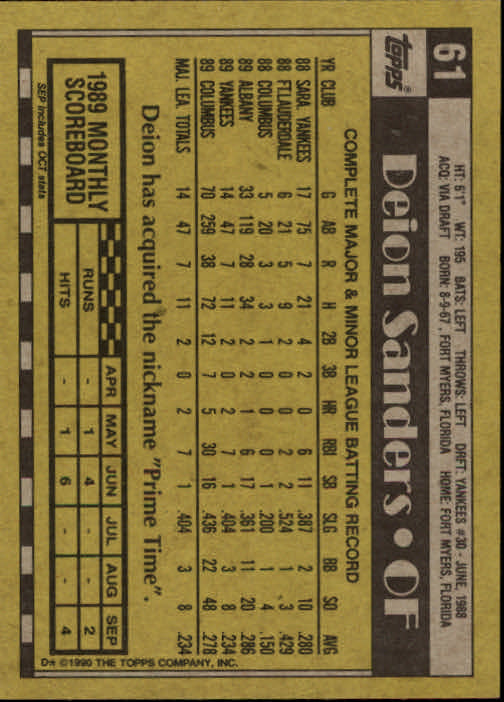 61
topps®
HT: 6'1" WT: 195 BATS: LEFT THROWS: LEFT DRFT: YANKEES #30 - JUNE, 1988
ACQ: VIA DRAFT BORN: 8-9-67, FORT MYERS, FLORIDA HOME: FORT MYERS, FLORIDA
Deion Sanders • OF
COMPLETE MAJOR & MINOR LEAGUE BATTING RECORD
YR CLUB G AB R H 2B 3B HR RBI SB SLG BB SO AVG
88 SARA. YANKEES 17 75 7 21 4 2 0 6 11 .387 2 10 .280
88 FT.LAUDERDALE 6 21 5 9 2 0 0 2 2 .524 1 3 .429
88 COLUMBUS 5 20 3 3 1 0 0 0 1 .200 1 4 .150
89 ALBANY 33 119 28 34 2 2 1 6 17 .361 11 20 .286
89 YANKEES 14 47 7 11 2 0 2 7 1 .404 3 8 .234
89 COLUMBUS 70 259 38 72 12 7 5 30 16 .436 22 48 .278
MAJ. LEA. TOTALS 14 47 7 11 2 0 2 7 1 .404 3 8 .234
Deion has acquired the nickname "Prime Time".
1989 MONTHLY
SCOREBOARD
APR MAY JUN JUL AUG SEP
RUNS - 1 4 - - 2
HITS - 1 6 - - 4
SEP includes OCT stats
D* ©1990 THE TOPPS COMPANY, INC.